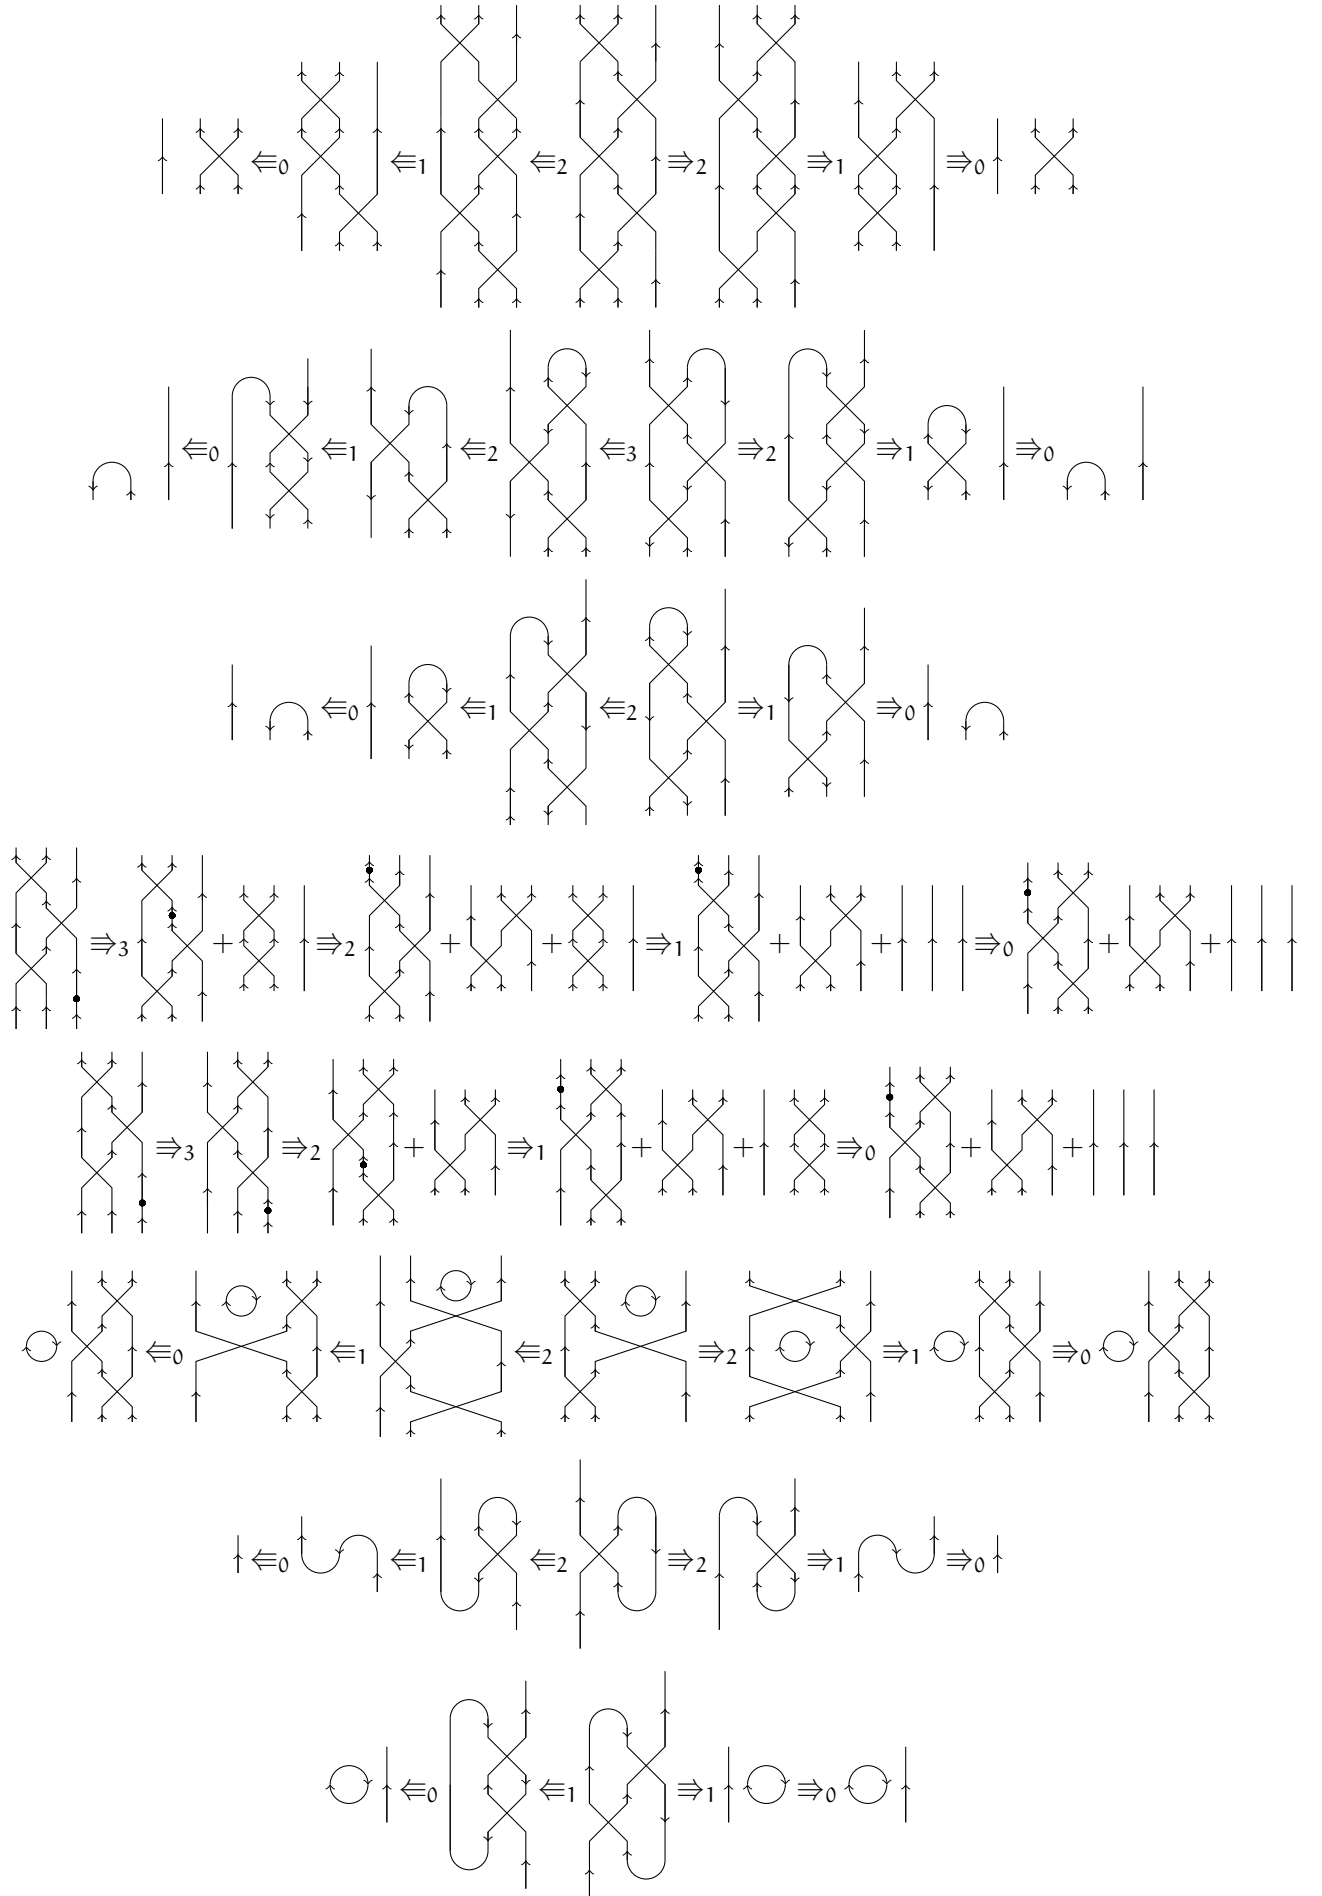 ⇚0 ⇚1 ⇚2 ⇛2 ⇛1 ⇛0
⇚0 ⇚1 ⇚2 ⇚3 ⇛2 ⇛1 ⇛0
⇚0 ⇚1 ⇚2 ⇛1 ⇛0
⇛3 + ⇛2 + + ⇛1 + + ⇛0 + +
⇛3 ⇛2 + ⇛1 + + ⇛0 + +
⇚0 ⇚1 ⇚2 ⇛2 ⇛1 ⇛0
⇚0 ⇚1 ⇚2 ⇛2 ⇛1 ⇛0
⇚0 ⇚1 ⇛1 ⇛0